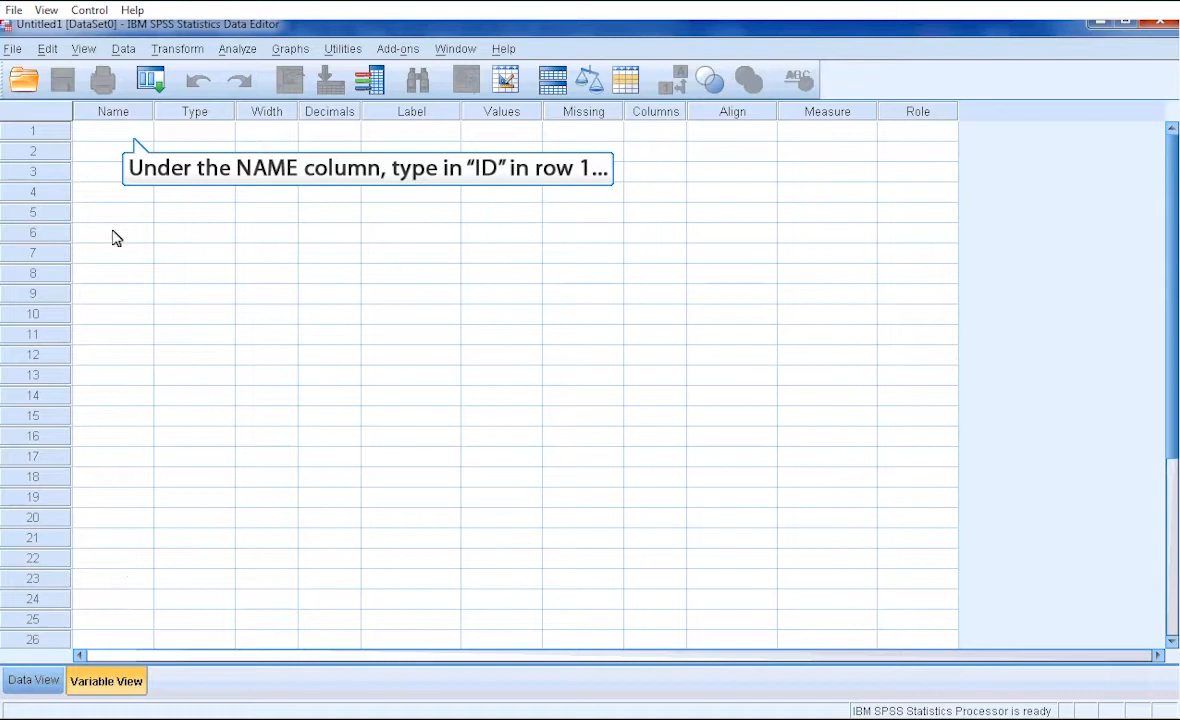 File View Control Help
Untitled1 [DataSet0] - IBM SPSS Statistics Data Editor
File Edit View Data Transform Analyze Graphs Utilities Add-ons Window Help
A 1 A
ABC
Name Type Width Decimals Label Values Missing Columns Align Measure Role
1
Under the NAME column, type in “ID” in row 1...
2
3
4
5
6
7
8
9
10
11
12
13
14
15
16
17
18
19
20
21
22
23
24
25
26
Data View Variable View
IBM SPSS Statistics Processor is ready